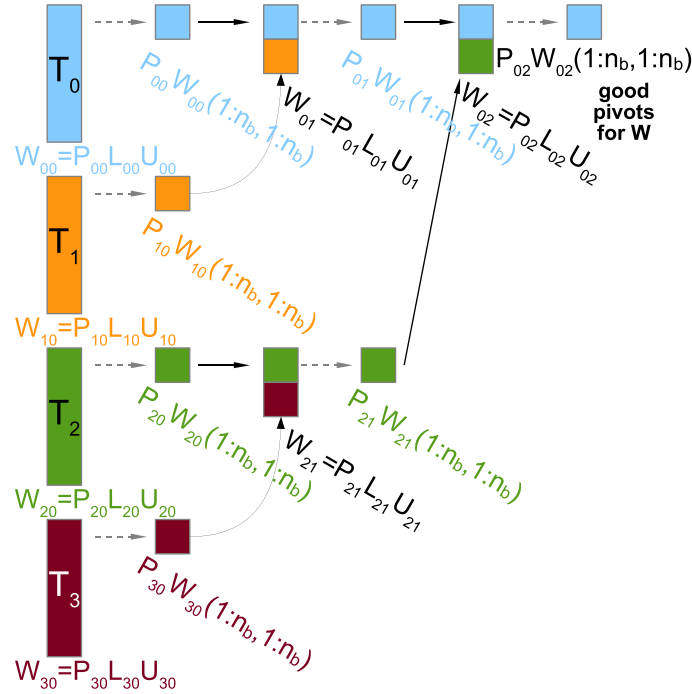 T0
P00W00(1:nb,1:nb)
W01=P01L01U01
P01W01(1:nb,1:nb)
W02=P02L02U02
P02W02(1:nb,1:nb)
good
pivots
for W
W00=P00L00U00
T1
P10W10(1:nb,1:nb)
W10=P10L10U10
T2
P20W20(1:nb,1:nb)
W21=P21L21U21
P21W21(1:nb,1:nb)
W20=P20L20U20
T3
P30W30(1:nb,1:nb)
W30=P30L30U30